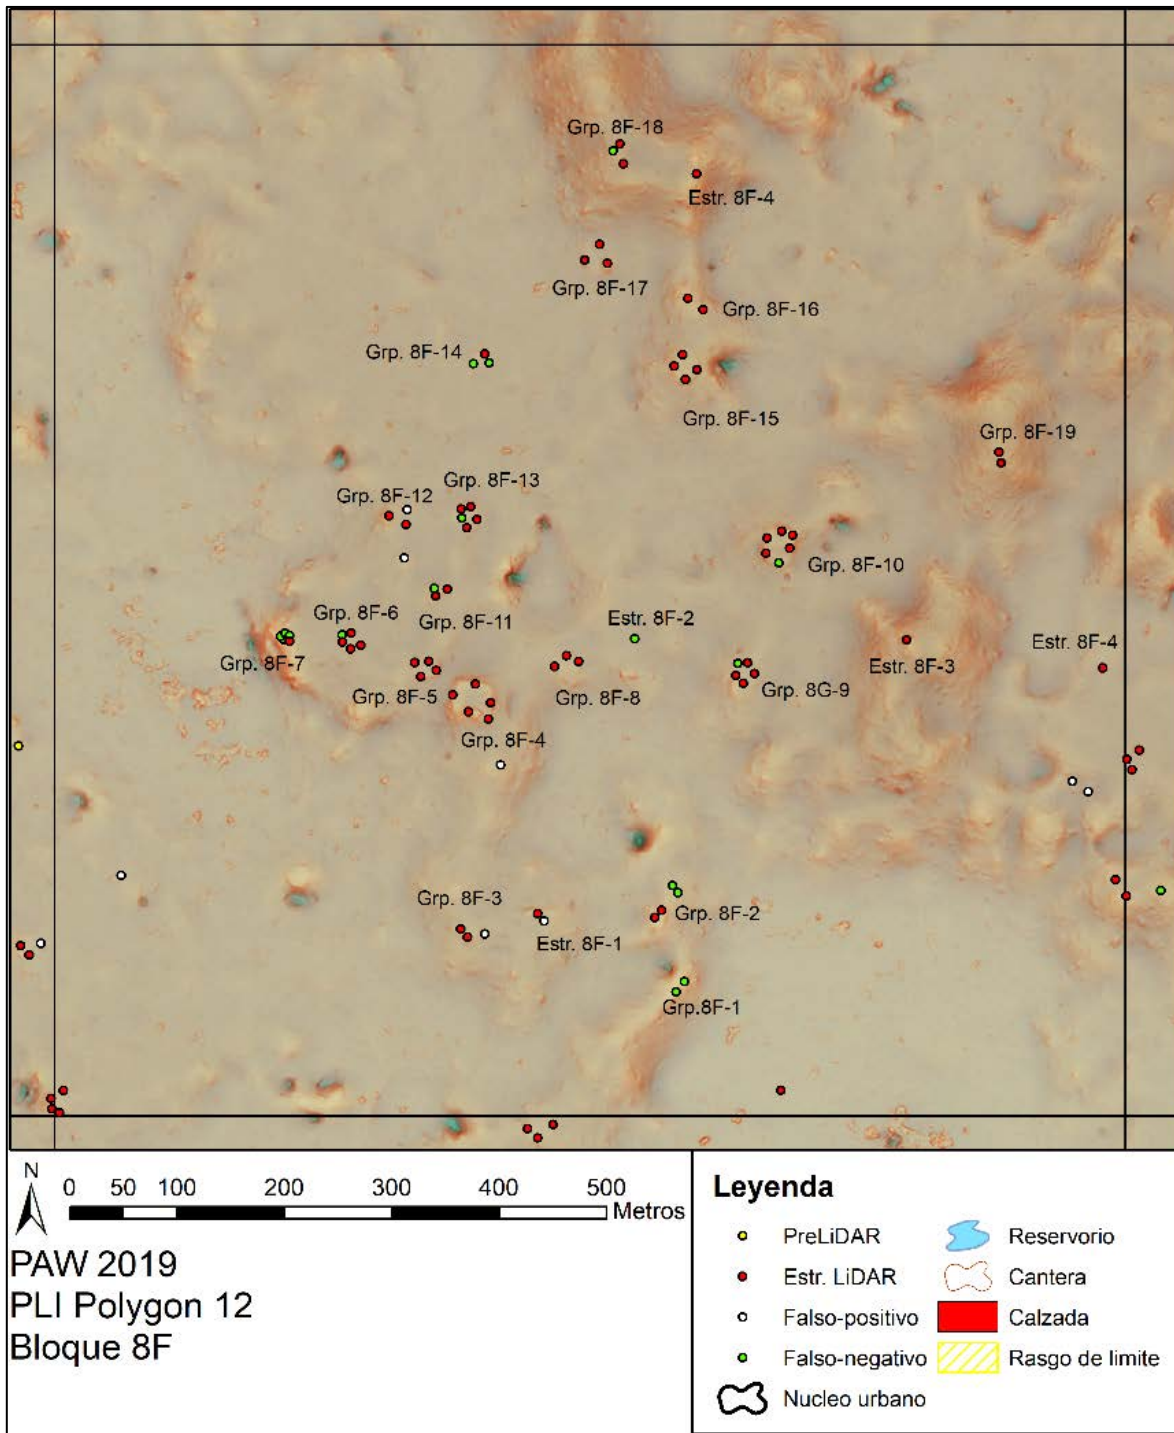 Grp. 8F-18
Estr. 8F-4
Grp. 8F-17
Grp. 8F-16
Grp. 8F-14
Grp. 8F-15
Grp. 8F-19
Grp. 8F-13
Grp. 8F-12
Grp. 8F-10
Grp. 8F-11
Grp. 8F-6
Estr. 8F-2
Grp. 8F-7
Estr. 8F-3
Estr. 8F-4
Grp. 8F-5
Grp. 8F-8
Grp. 8G-9
Grp. 8F-4
Grp. 8F-3
Grp. 8F-2
Estr. 8F-1
Grp.8F-1
N
0 50 100 200 300 400 500
Metros
PAW 2019
PLI Polygon 12
Bloque 8F
Leyenda
PreLiDAR
Estr. LiDAR
Falso-positivo
Falso-negativo
Nucleo urbano
Reservorio
Cantera
Calzada
Rasgo de limite